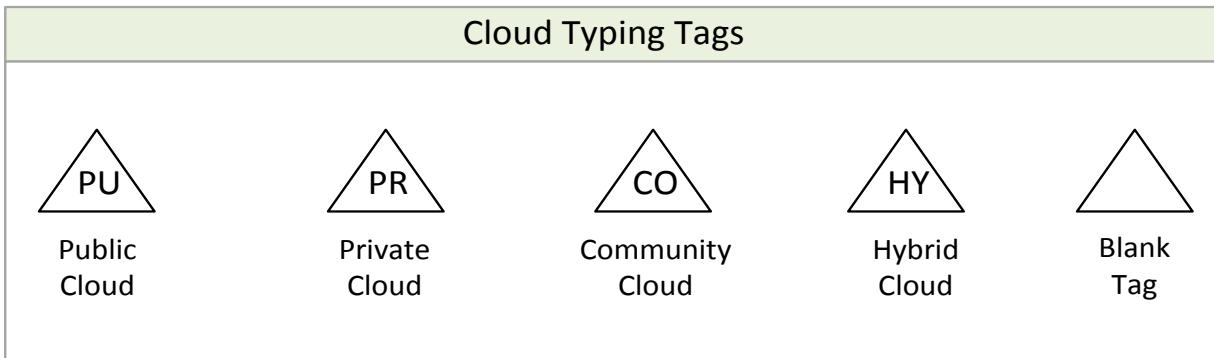 Cloud Typing Tags
PU
PR
CO
HY
Public
Cloud
Private
Cloud
Community
Cloud
Hybrid
Cloud
Blank
Tag